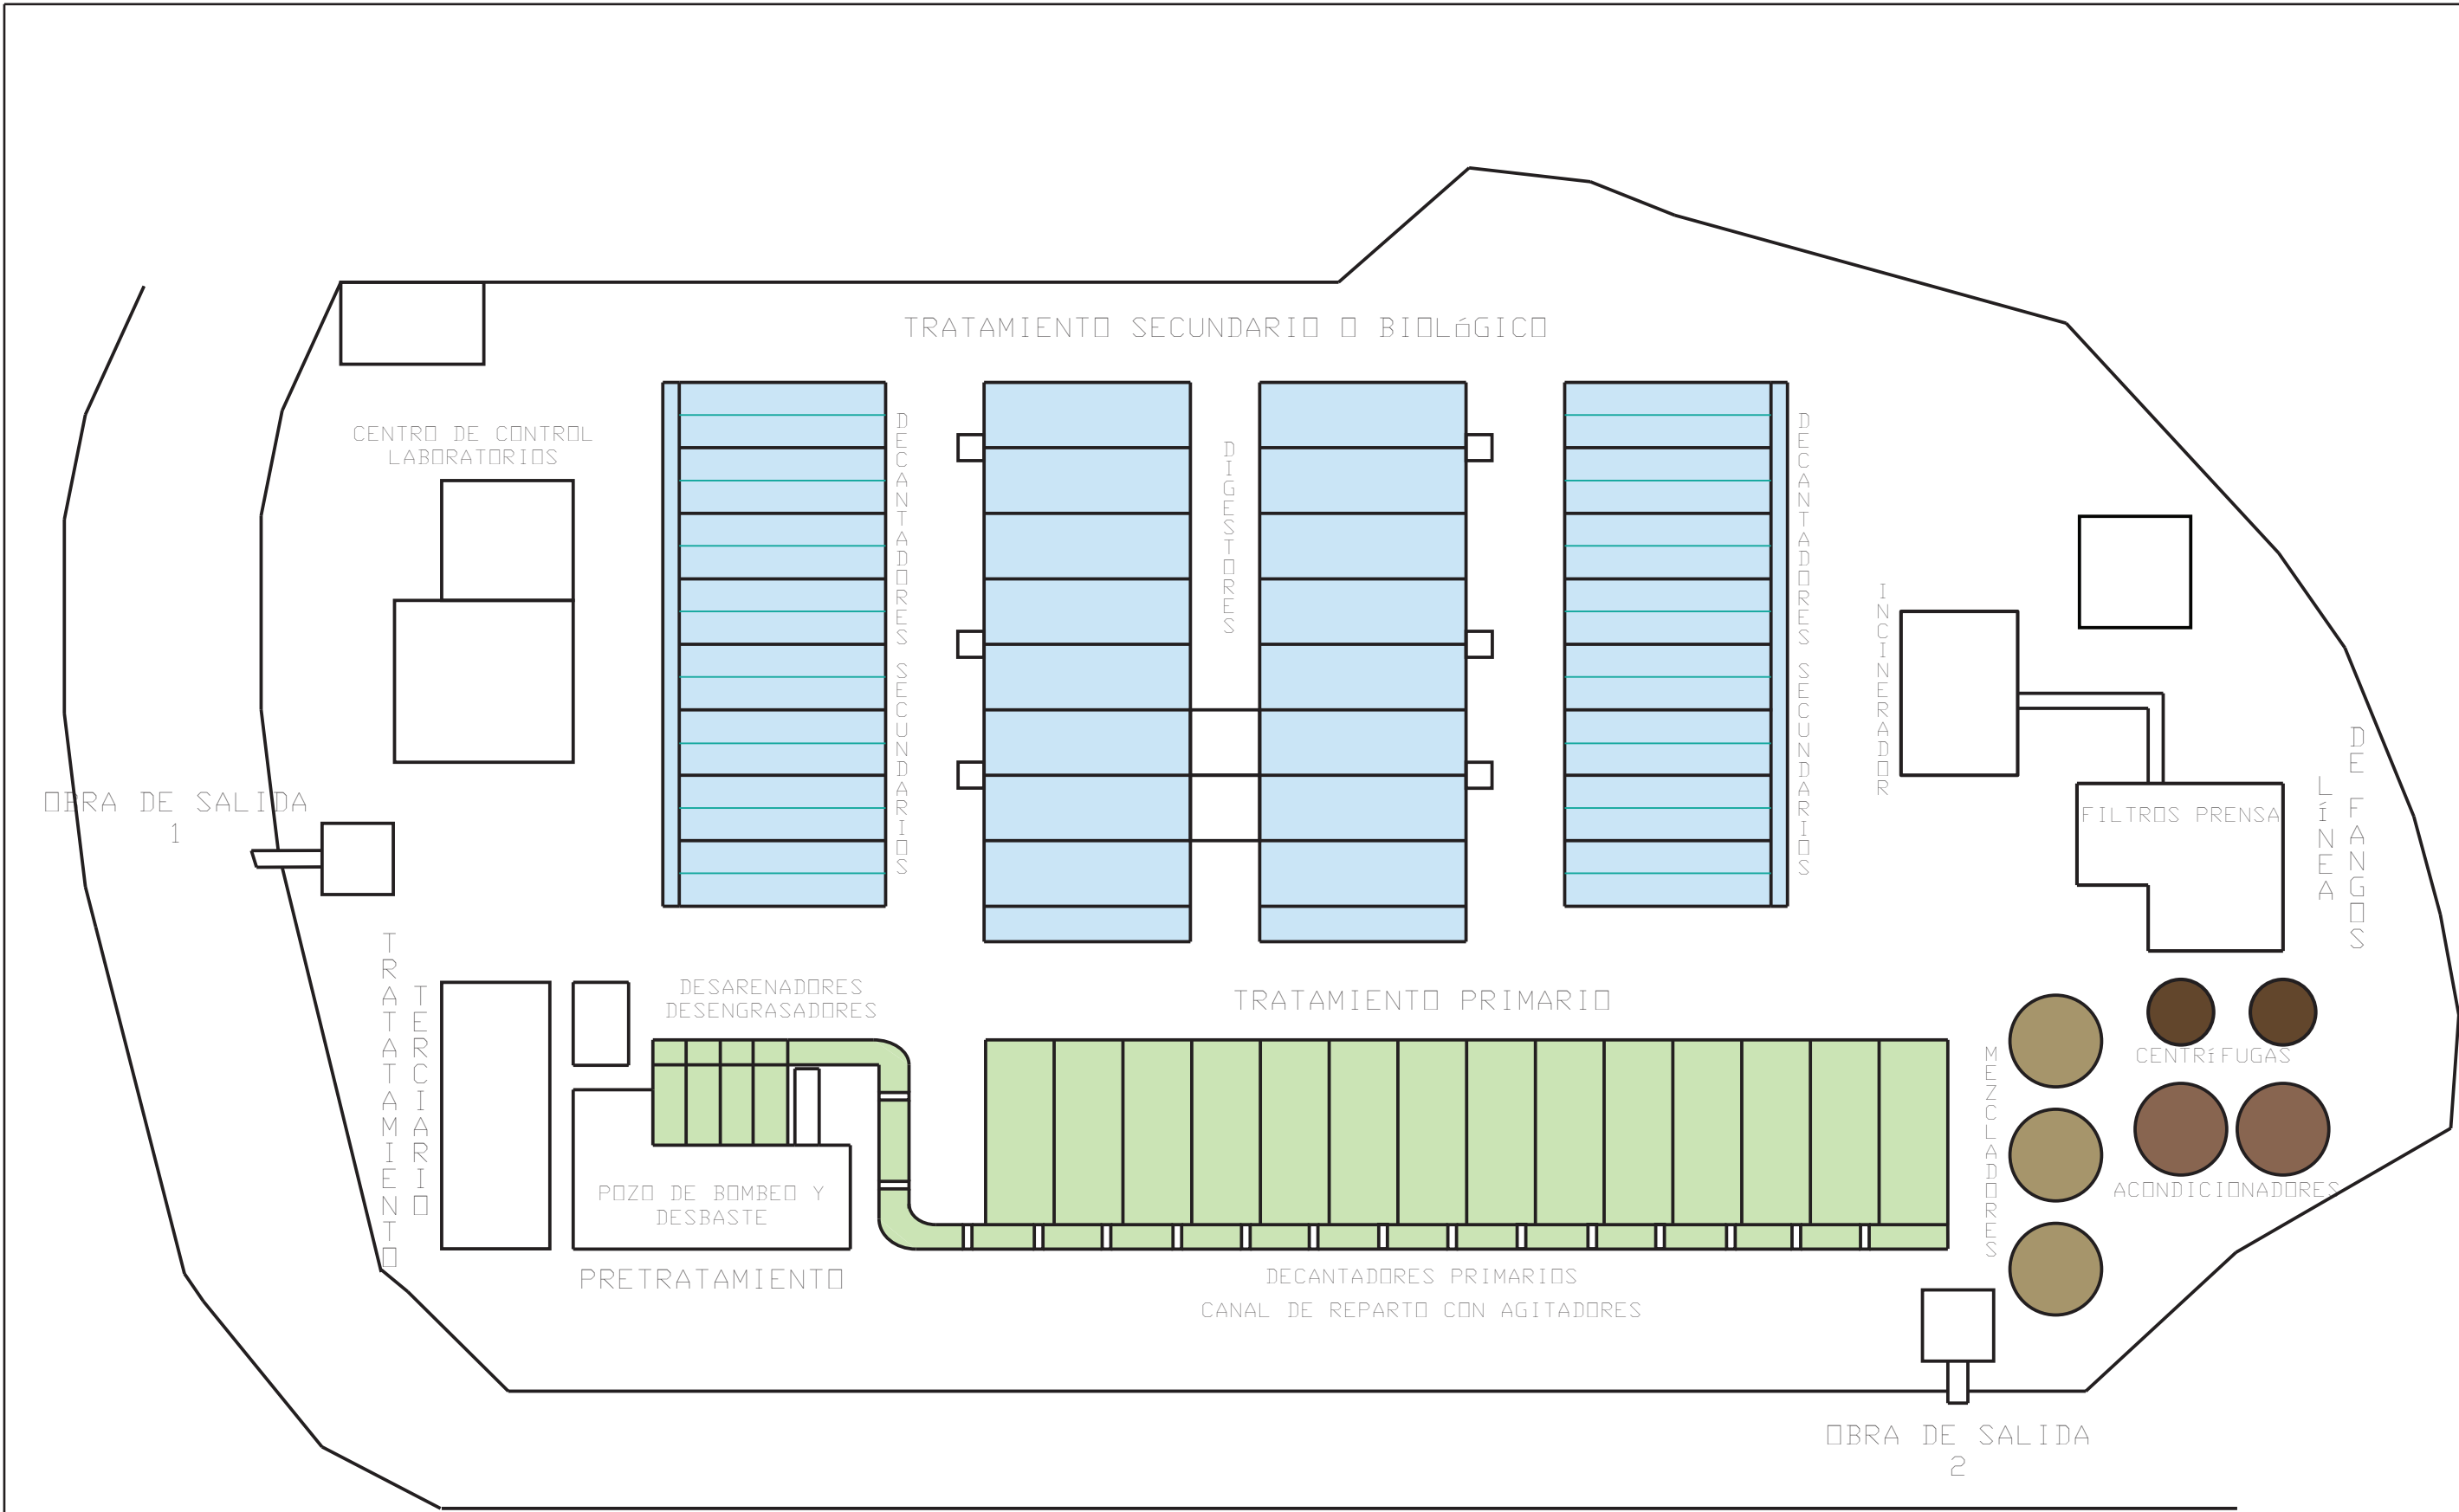 TRATAMIENTO SECUNDARIO O BIOLóGICO
CENTRO DE CONTROL
LABORATORIOS
DECANTADORES SECUNDARIOS
DIGESTORES
DECANTADORES SECUNDARIOS
INCINERADOR
OBRA DE SALIDA
1
FILTROS PRENSA
LíNEA
DE FANGOS
TRATAMIENTO
TERCIARIO
DESARENADORES
DESENGRASADORES
TRATAMIENTO PRIMARIO
MEZCLADORES
CENTRíFUGAS
ACONDICIONADORES
POZO DE BOMBEO Y
DESBASTE
PRETRATAMIENTO
DECANTADORES PRIMARIOS
CANAL DE REPARTO CON AGITADORES
OBRA DE SALIDA
2